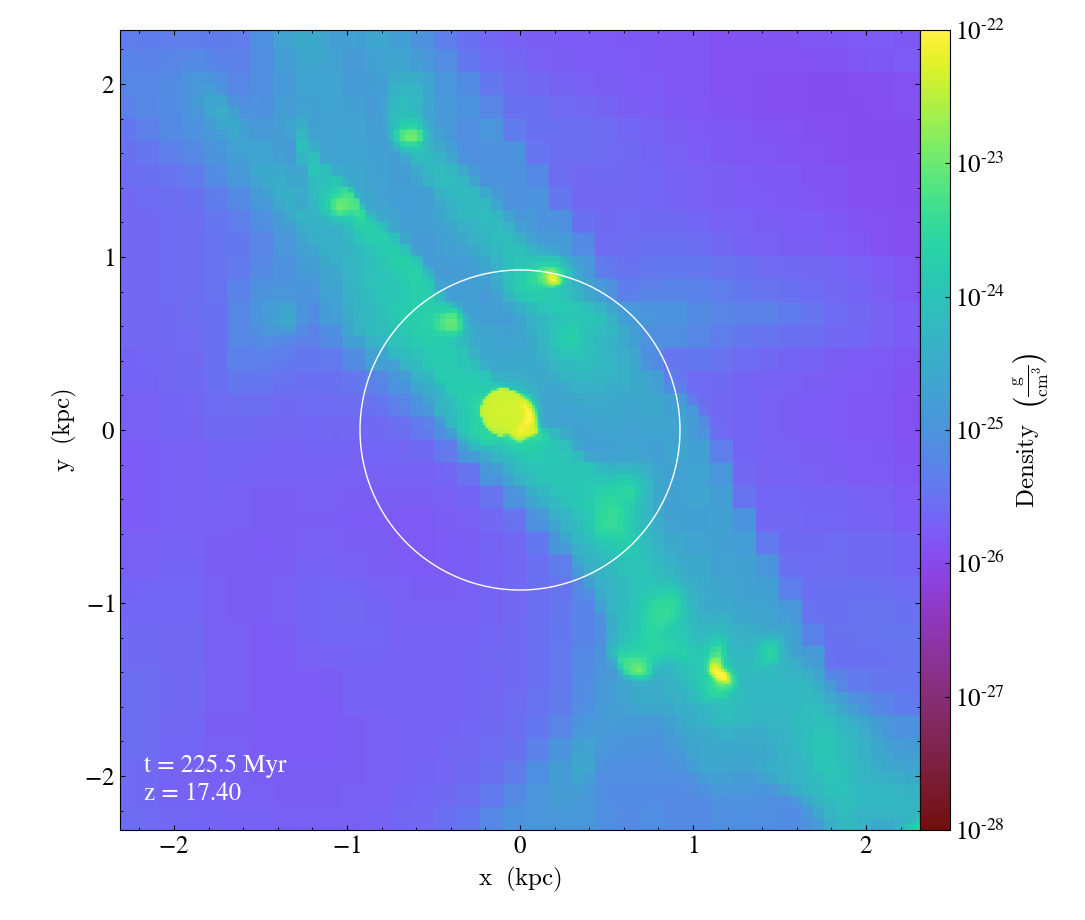 2
1
0
−1
−2
y (kpc)
t = 225.5 Myr
z = 17.40
−2 −1 0 1 2
x (kpc)
10^-22
10^-23
10^-24
10^-25
10^-26
10^-27
10^-28
Density (g/cm^3)